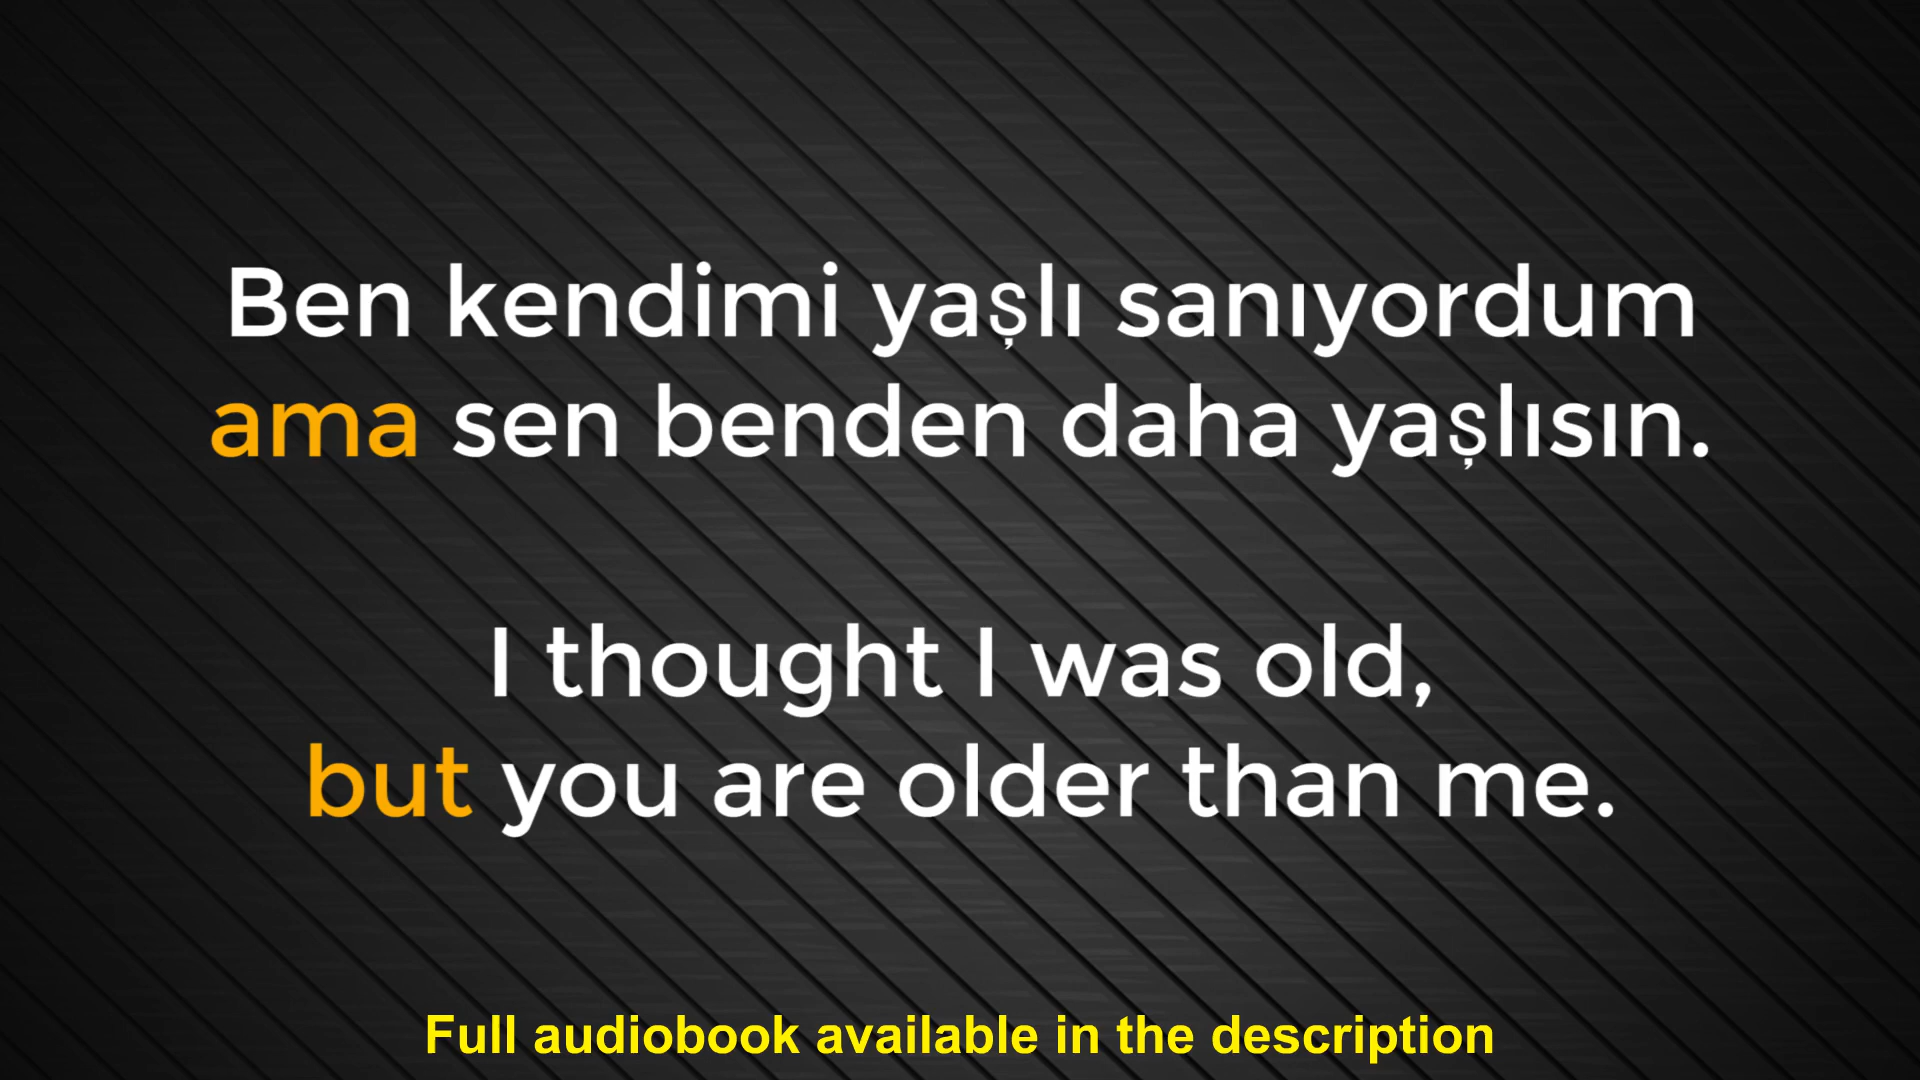 Ben kendimi yaşlı sanıyordum
ama sen benden daha yaşlısın.
I thought I was old,
but you are older than me.
Full audiobook available in the description